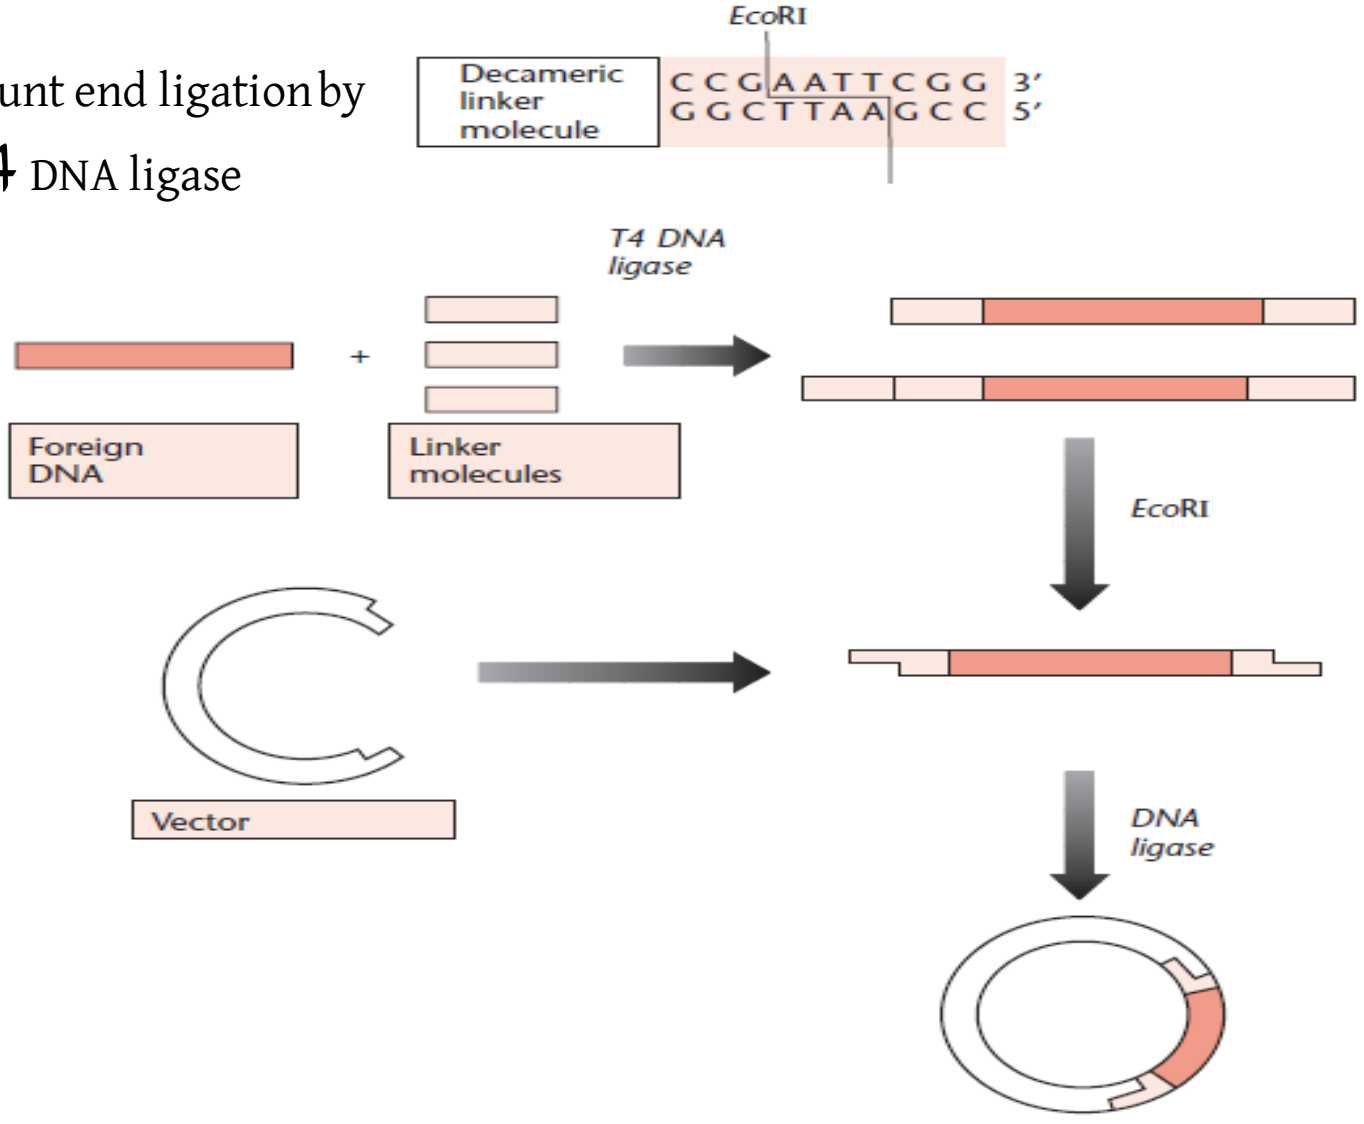 EcoRI
unt end ligation by
4 DNA ligase
Decameric
linker
molecule
C C G A A T T C G G 3′
G G C T T A A G C C 5′
T4 DNA
ligase
+
Foreign
DNA
Linker
molecules
EcoRI
Vector
DNA
ligase